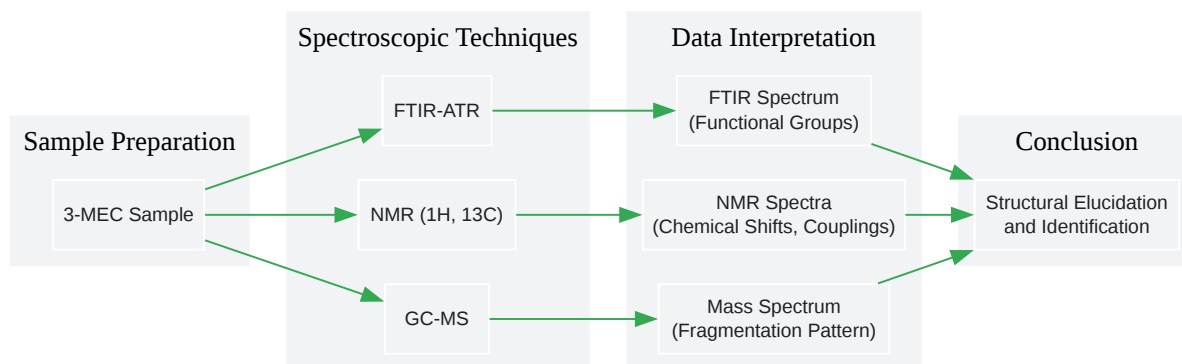 Sample Preparation
3-MEC Sample
Spectroscopic Techniques
FTIR-ATR
NMR (1H, 13C)
GC-MS
Data Interpretation
FTIR Spectrum
(Functional Groups)
NMR Spectra
(Chemical Shifts, Couplings)
Mass Spectrum
(Fragmentation Pattern)
Conclusion
Structural Elucidation
and Identification